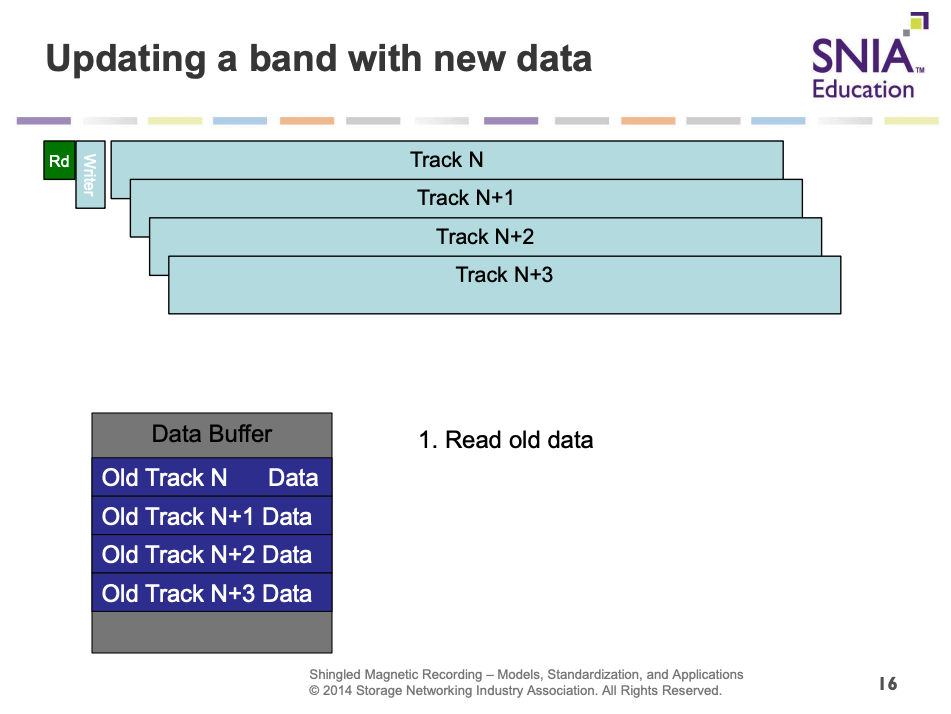 Updating a band with new data
SNIA™
Education
Rd
Writer
Track N
Track N+1
Track N+2
Track N+3
Data Buffer
Old Track N Data
Old Track N+1 Data
Old Track N+2 Data
Old Track N+3 Data
1. Read old data
Shingled Magnetic Recording – Models, Standardization, and Applications
© 2014 Storage Networking Industry Association. All Rights Reserved.
16